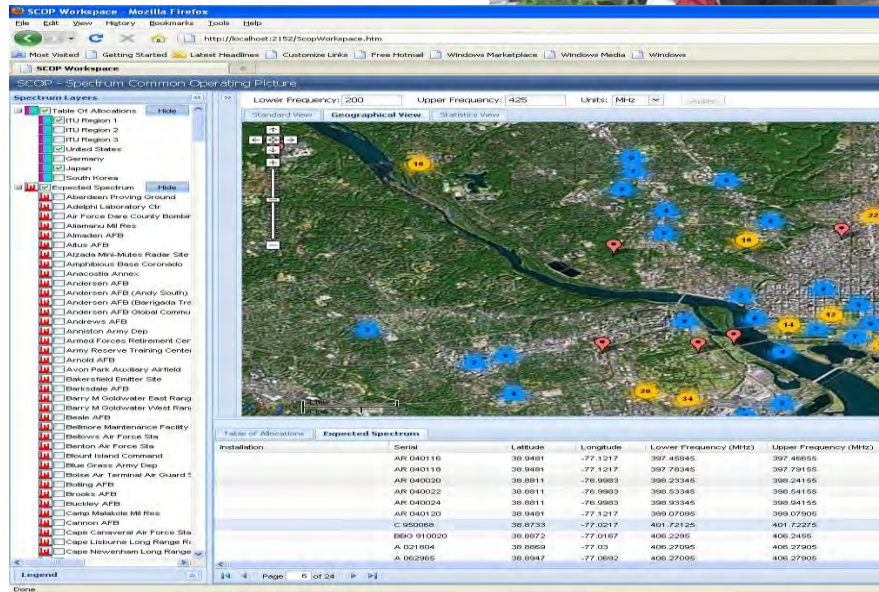 SCOP Workspace - Mozilla Firefox
File Edit View History Bookmarks Tools Help
http://localhost:2152/ScopWorkspace.htm
Most Visited Getting Started Latest Headlines Customize Links Free Hotmail Windows Marketplace Windows Media Windows
SCOP Workspace
SCOP - Spectrum Common Operating Picture
Spectrum Layers
Lower Frequency: 200 Upper Frequency: 425 Units: MHz
Standard View Geographical View Statistics View
Table Of Allocations Hide
ITU Region 1
ITU Region 2
ITU Region 3
United States
Germany
Japan
South Korea
Expected Spectrum Hide
Aberdeen Proving Ground
Adelphi Laboratory Ctr
Air Force Dare County Bombin
Aliamanu Mil Res
Almaden AFB
Altus AFB
Alzada Mini-Mutes Radar Site
Amphibious Base Coronado
Anacostia Annex
Andersen AFB
Andersen AFB (Andy South)
Andersen AFB (Barrigada Tra
Andersen AFB Global Commu
Andrews AFB
Anniston Army Dep
Armed Forces Retirement Cer
Army Reserve Training Center
Arnold AFB
Avon Park Auxiliary Airfield
Bakersfield Emitter Site
Barksdale AFB
Barry M Goldwater East Rang
Barry M Goldwater West Rang
Beale AFB
Bellmore Maintenance Facility
Bellows Air Force Sta
Benton Air Force Sta
Blount Island Command
Blue Grass Army Dep
Boise Air Terminal Air Guard S
Bolling AFB
Brooks AFB
Buckley AFB
Camp Malakole Mil Res
Cannon AFB
Cape Canaveral Air Force Sta
Cape Lisburne Long Range Ra
Cape Newenham Long Range
Legend
16
22
10
12
14
20
34
Table of Allocations Expected Spectrum
Installation Serial Latitude Longitude Lower Frequency (MHz) Upper Frequency (MHz)
AR 040116 38.9481 -77.1217 397.45845 397.46655
AR 040118 38.9481 -77.1217 397.78345 397.79155
AR 040020 38.8811 -76.9983 398.23345 398.24155
AR 040022 38.8811 -76.9983 398.53345 398.54155
AR 040024 38.8811 -76.9983 398.93345 398.94155
AR 040120 38.9481 -77.1217 399.07095 399.07905
C 950068 38.8733 -77.0217 401.72125 401.72275
BBG 910020 38.8872 -77.0167 406.2295 406.2455
A 021804 38.8869 -77.03 406.27095 406.27905
A 062965 38.8947 -77.0692 406.27095 406.27905
Page 6 of 24
Done